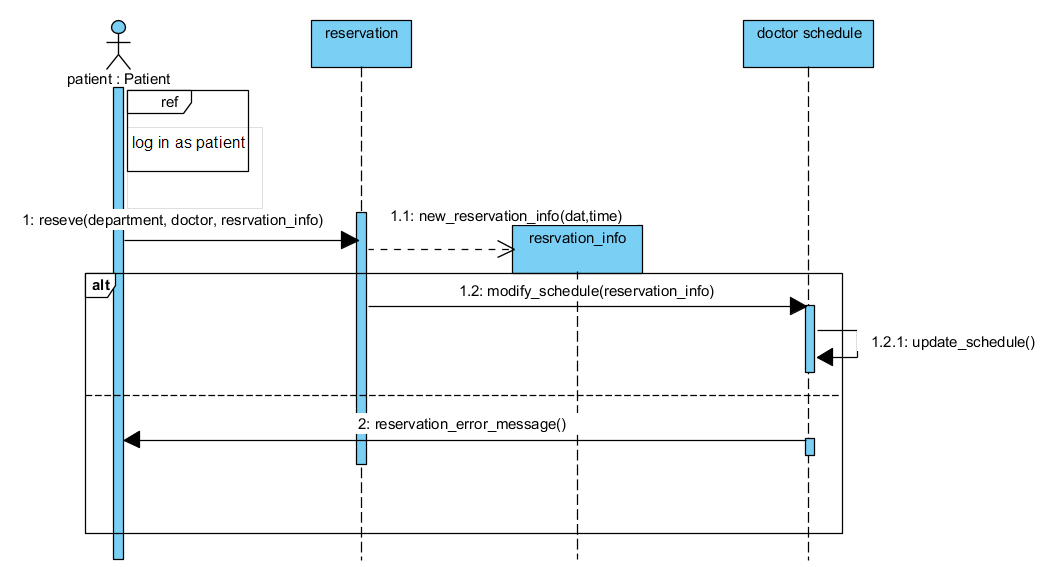 reservation
doctor schedule
patient : Patient
ref
log in as patient
1: reseve(department, doctor, resrvation_info)
1.1: new_reservation_info(dat,time)
resrvation_info
alt
1.2: modify_schedule(reservation_info)
1.2.1: update_schedule()
2: reservation_error_message()